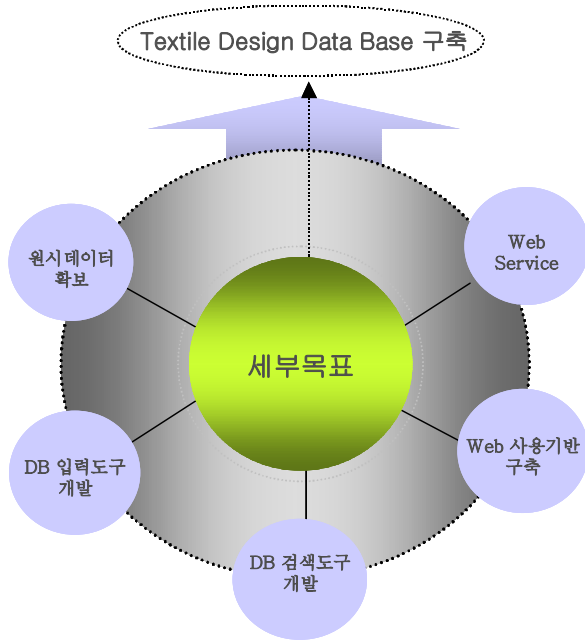 Textile Design Data Base 구축
원시데이터
확보
Web
Service
세부목표
DB 입력도구
개발
Web 사용기반
구축
DB 검색도구
개발